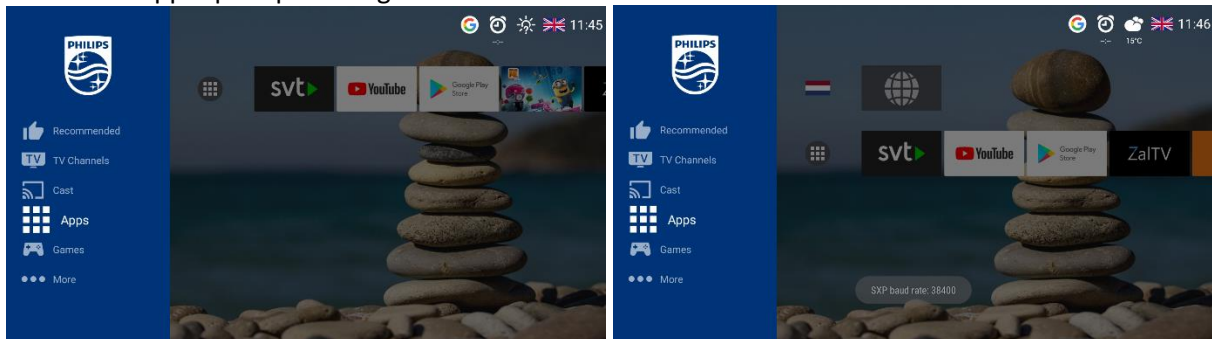 11:45
PHILIPS
svt YouTube Google Play Store
Recommended
TV Channels
Cast
Apps
Games
More
11:46
15°C
PHILIPS
svt YouTube Google Play Store ZalTV
Recommended
TV TV Channels
Cast
Apps
Games
More
SXP baud rate: 38400